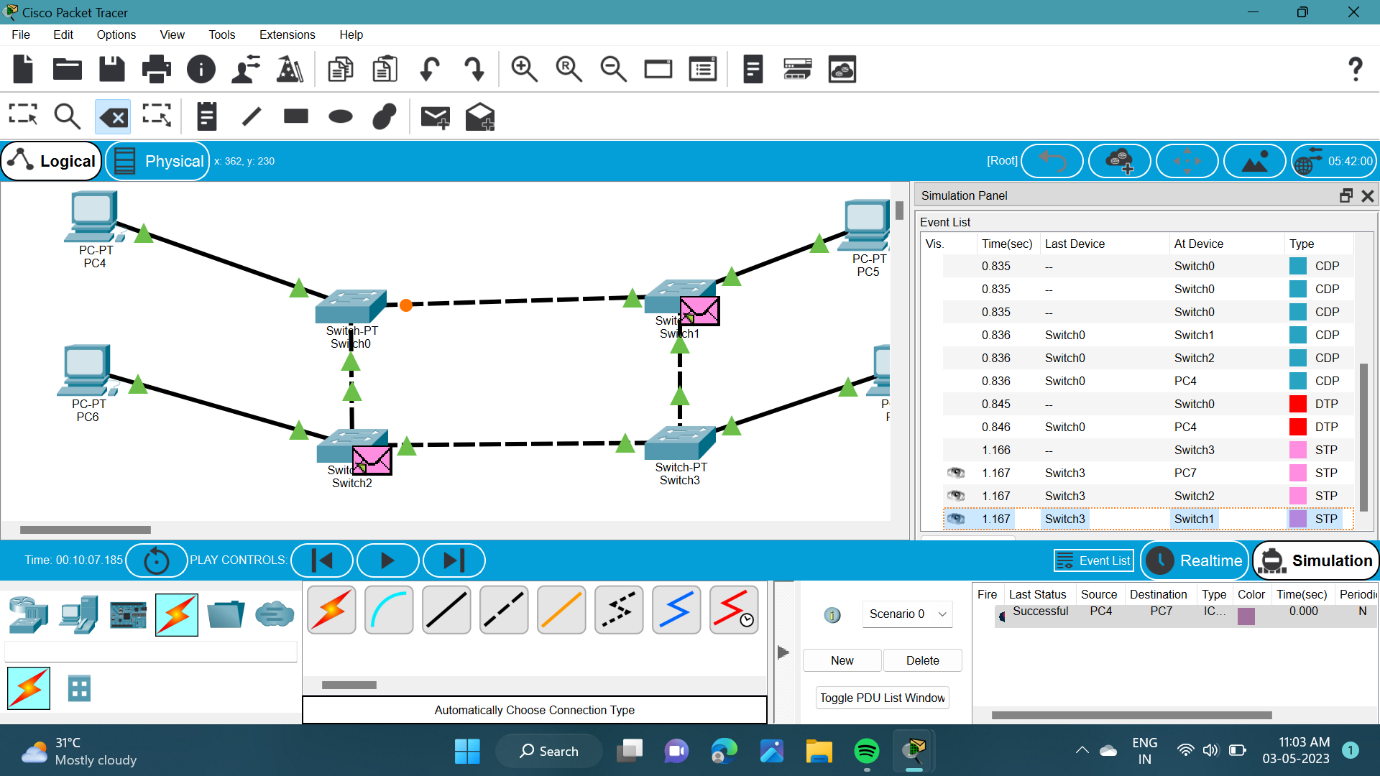 Cisco Packet Tracer
File Edit Options View Tools Extensions Help
Logical Physical x: 362, y: 230 [Root] 05:42:00
PC-PT
PC4
PC-PT
PC5
Switch-PT
Switch0
Swit
Switch1
PC-PT
PC6
P
Swit
Switch2
Switch-PT
Switch3
Simulation Panel
Event List
Vis. Time(sec) Last Device At Device Type
0.835 -- Switch0 CDP
0.835 -- Switch0 CDP
0.835 -- Switch0 CDP
0.836 Switch0 Switch1 CDP
0.836 Switch0 Switch2 CDP
0.836 Switch0 PC4 CDP
0.845 -- Switch0 DTP
0.846 Switch0 PC4 DTP
1.166 -- Switch3 STP
1.167 Switch3 PC7 STP
1.167 Switch3 Switch2 STP
1.167 Switch3 Switch1 STP
Time: 00:10:07.185 PLAY CONTROLS: Event List Realtime Simulation
Automatically Choose Connection Type
Scenario 0
New Delete
Toggle PDU List Window
Fire Last Status Source Destination Type Color Time(sec) Periodi
Successful PC4 PC7 IC... 0.000 N
31°C
Mostly cloudy
Search
ENG
IN
11:03 AM
03-05-2023
1